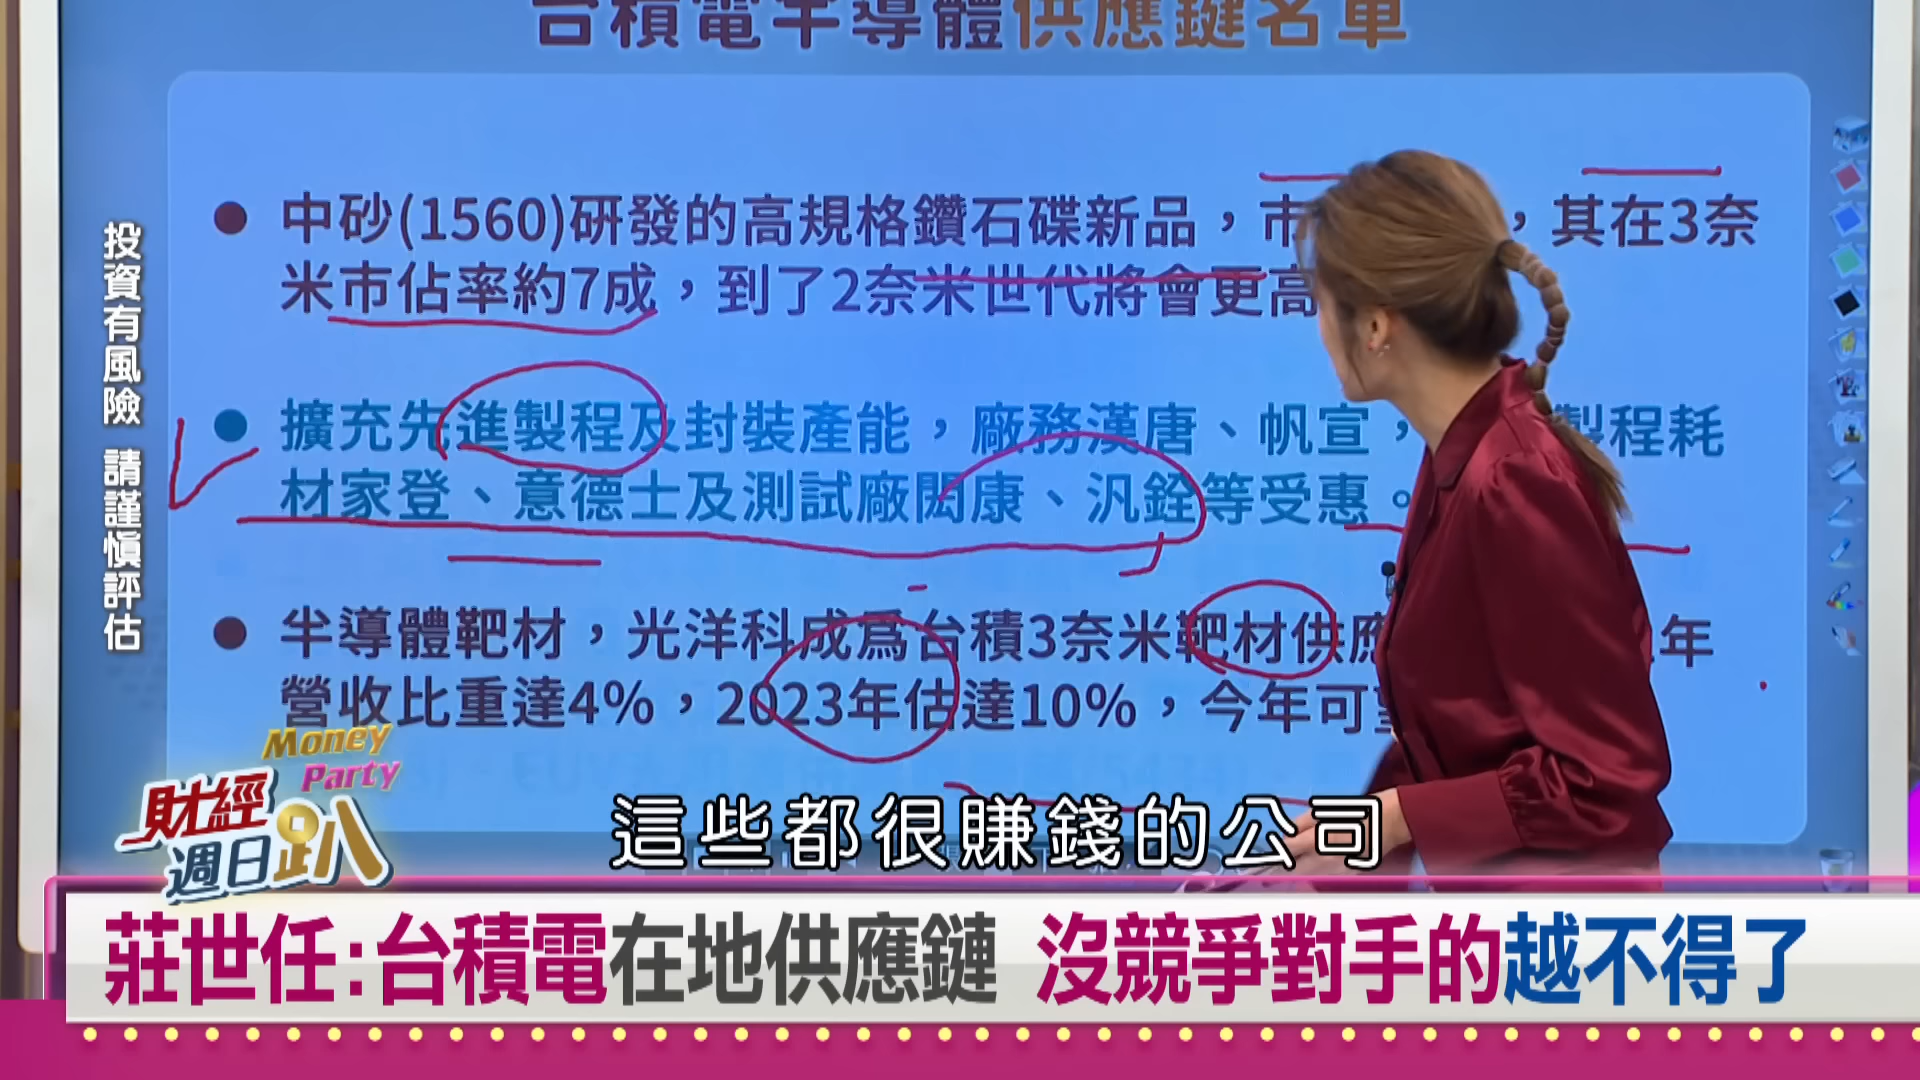 台積電半導體供應鏈名單
中砂(1560)研發的高規格鑽石碟新品，市，其在3奈
米市佔率約7成，到了2奈米世代將會更高
擴充先進製程及封裝產能，廠務漢唐、帆宣，製程耗
材家登、意德士及測試廠閎康、汎銓等受惠。
半導體靶材，光洋科成為台積3奈米靶材供應年
營收比重達4%，2023年估達10%，今年可望
投資有風險 請謹慎評估
Money
Party
財經
週日趴
這些都很賺錢的公司
莊世任:台積電在地供應鏈 沒競爭對手的越不得了